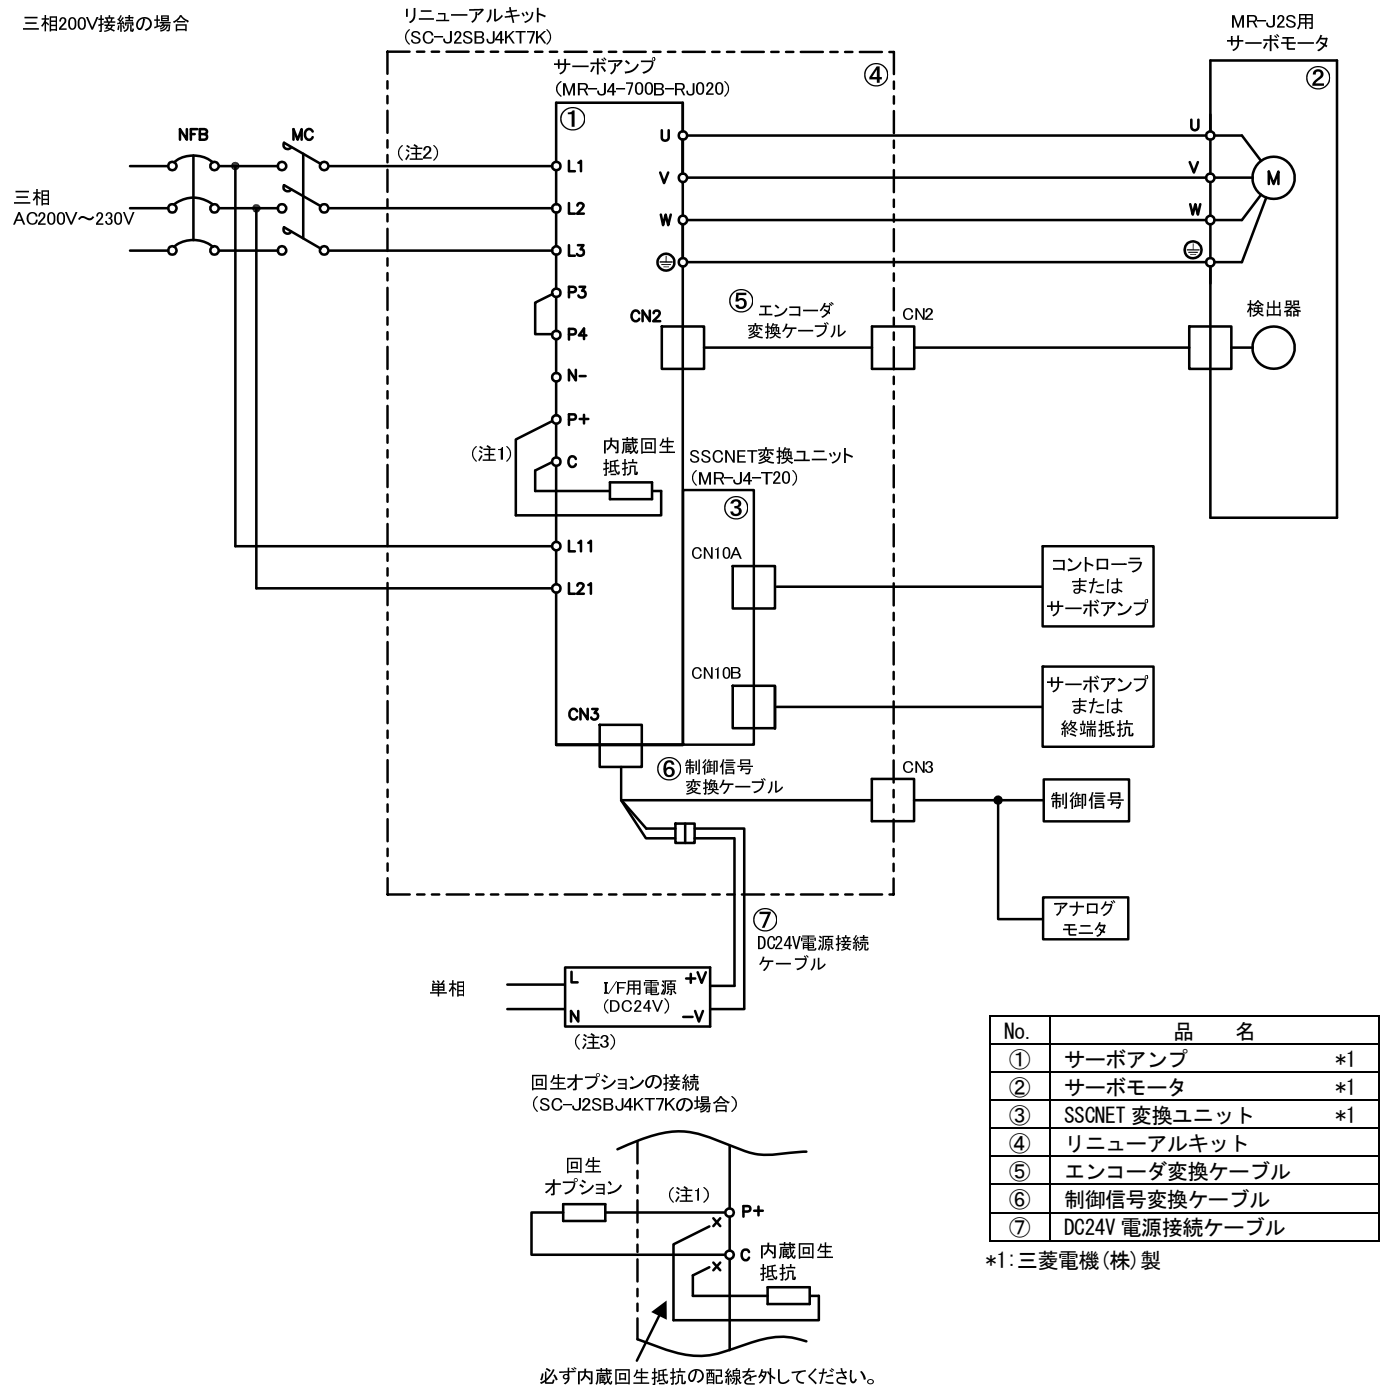 三相200V接続の場合
リニューアルキット
(SC-J2SBJ4KT7K)
MR-J2S用
サーボモータ
サーボアンプ
(MR-J4-700B-RJ020)
④
②
①
NFB
MC
(注2)
L1
L2
L3
三相
AC200V～230V
U
V
W
U
V
W
M
P3
P4
N-
P+
C
(注1)
内蔵回生
抵抗
CN2
⑤ エンコーダ
変換ケーブル
CN2
検出器
SSCNET変換ユニット
(MR-J4-T20)
③
CN10A
コントローラ
または
サーボアンプ
L11
L21
CN10B
サーボアンプ
または
終端抵抗
CN3
⑥ 制御信号
変換ケーブル
CN3
制御信号
アナログ
モニタ
⑦
DC24V電源接続
ケーブル
単相
L
N
I/F用電源
(DC24V)
+V
-V
(注3)
回生オプションの接続
(SC-J2SBJ4KT7Kの場合)
回生
オプション
(注1)
P+
C
内蔵回生
抵抗
必ず内蔵回生抵抗の配線を外してください。
No. 品 名
① サーボアンプ *1
② サーボモータ *1
③ SSCNET 変換ユニット *1
④ リニューアルキット
⑤ エンコーダ変換ケーブル
⑥ 制御信号変換ケーブル
⑦ DC24V 電源接続ケーブル
*1:三菱電機(株)製